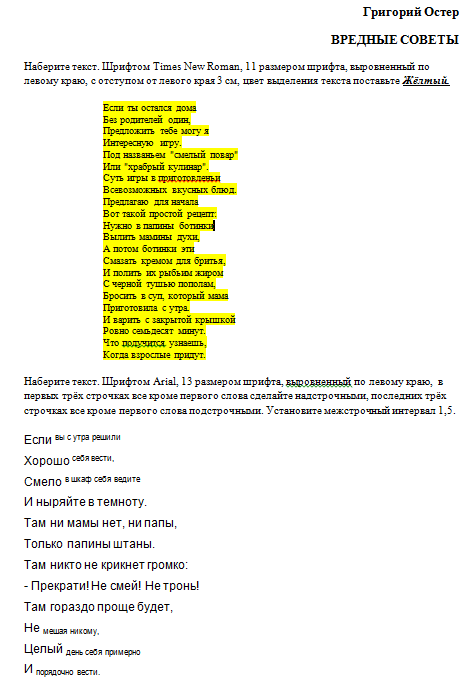 Григорий Остер
ВРЕДНЫЕ СОВЕТЫ
Наберите текст. Шрифтом Times New Roman, 11 размером шрифта, выровненный по
левому краю, с отступом от левого края 3 см, цвет выделения текста поставьте Жёлтый.
Если ты остался дома
Без родителей один,
Предложить тебе могу я
Интересную игру.
Под названьем "смелый повар"
Или "храбрый кулинар".
Суть игры в приготовленьи
Всевозможных вкусных блюд.
Предлагаю для начала
Вот такой простой рецепт:
Нужно в папины ботинки
Вылить мамины духи,
А потом ботинки эти
Смазать кремом для бритья,
И полить их рыбьим жиром
С черной тушью пополам,
Бросить в суп, который мама
Приготовила с утра.
И варить с закрытой крышкой
Ровно семьдесят минут.
Что получится узнаешь,
Когда взрослые придут.
Наберите текст. Шрифтом Arial, 13 размером шрифта, выровненный по левому краю, в
первых трёх строчках все кроме первого слова сделайте надстрочными, последних трёх
строчках все кроме первого слова подстрочными. Установите межстрочный интервал 1,5.
Если вы с утра решили
Хорошо себя вести,
Смело в шкаф себя ведите
И ныряйте в темноту.
Там ни мамы нет, ни папы,
Только папины штаны.
Там никто не крикнет громко:
- Прекрати! Не смей! Не тронь!
Там гораздо проще будет,
Не мешая никому,
Целый день себя примерно
И порядочно вести.